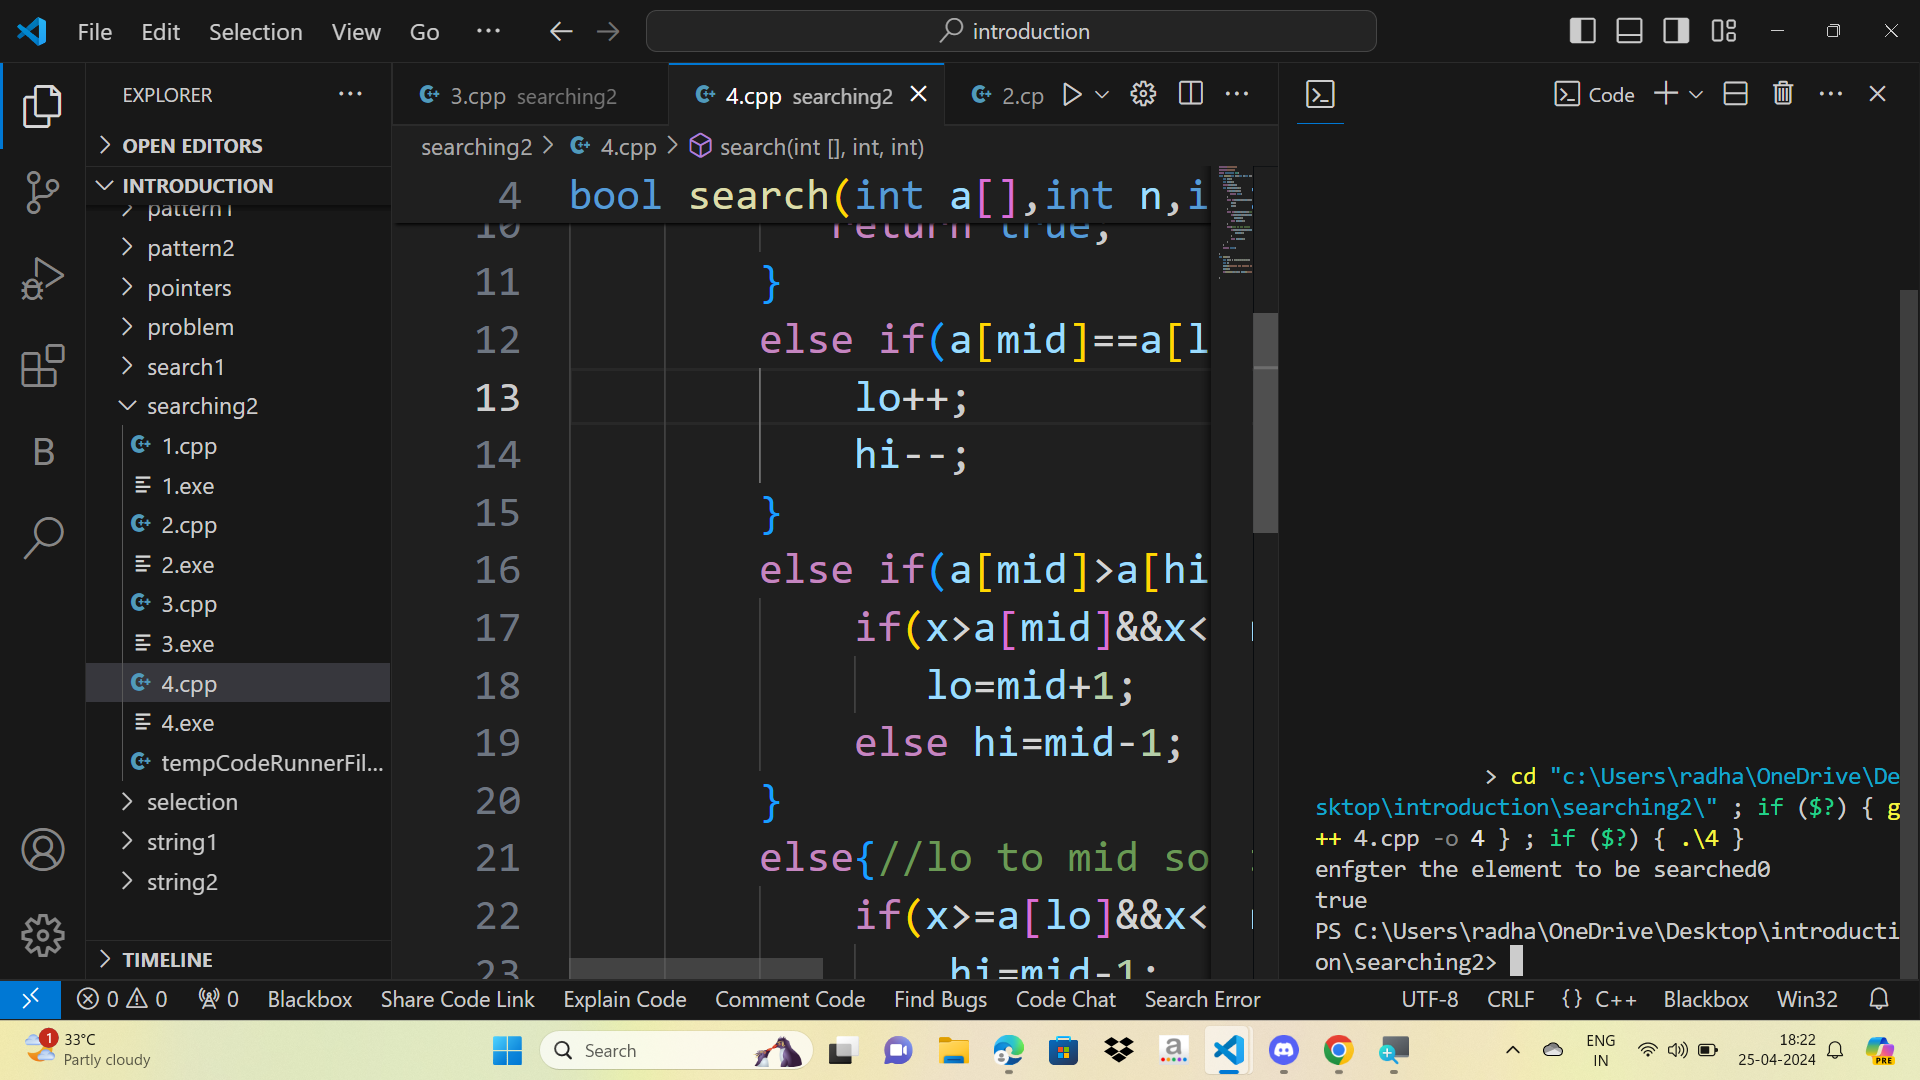 File Edit Selection View Go ···
introduction
EXPLORER ···
OPEN EDITORS
INTRODUCTION
pattern1
pattern2
pointers
problem
search1
searching2
1.cpp
1.exe
2.cpp
2.exe
3.cpp
3.exe
4.cpp
4.exe
tempCodeRunnerFil...
selection
string1
string2
TIMELINE
B
3.cpp searching2
4.cpp searching2
2.cp
searching2 > 4.cpp > search(int [], int, int)
4 bool search(int a[],int n,i
10 return true;
11 }
12 else if(a[mid]==a[l
13 lo++;
14 hi--;
15 }
16 else if(a[mid]>a[hi
17 if(x>a[mid]&&x<
18 lo=mid+1;
19 else hi=mid-1;
20 }
21 else{//lo to mid so
22 if(x>=a[lo]&&x<
23 hi=mid-1;
Code
> cd "c:\Users\radha\OneDrive\De
sktop\introduction\searching2\" ; if ($?) { g
++ 4.cpp -o 4 } ; if ($?) { .\4 }
enfgter the element to be searched0
true
PS C:\Users\radha\OneDrive\Desktop\introducti
on\searching2>
0 0 0 Blackbox Share Code Link Explain Code Comment Code Find Bugs Code Chat Search Error UTF-8 CRLF {} C++ Blackbox Win32
1
33°C
Partly cloudy
Search
a
ENG
IN
18:22
25-04-2024
PRE